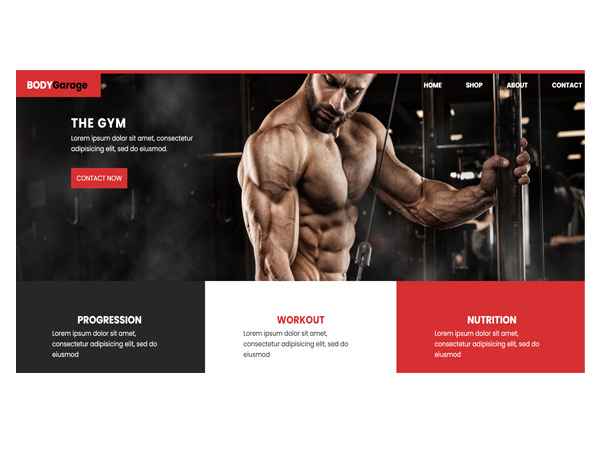 BODYGarage
HOME SHOP ABOUT CONTACT
THE GYM
Lorem ipsum dolor sit amet, consectetur
adipisicing elit, sed do eiusmod.
CONTACT NOW
PROGRESSION
Lorem ipsum dolor sit amet,
consectetur adipisicing elit, sed do
eiusmod
WORKOUT
Lorem ipsum dolor sit amet,
consectetur adipisicing elit, sed do
eiusmod
NUTRITION
Lorem ipsum dolor sit amet,
consectetur adipisicing elit, sed do
eiusmod